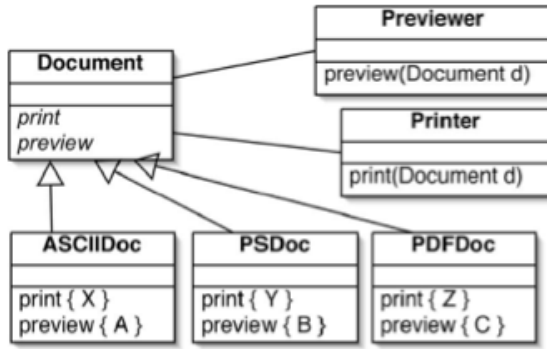 Previewer
preview(Document d)
Document
print
preview
Printer
print(Document d)
ASCIIDoc
print { X }
preview { A }
PSDoc
print { Y }
preview { B }
PDFDoc
print { Z }
preview { C }